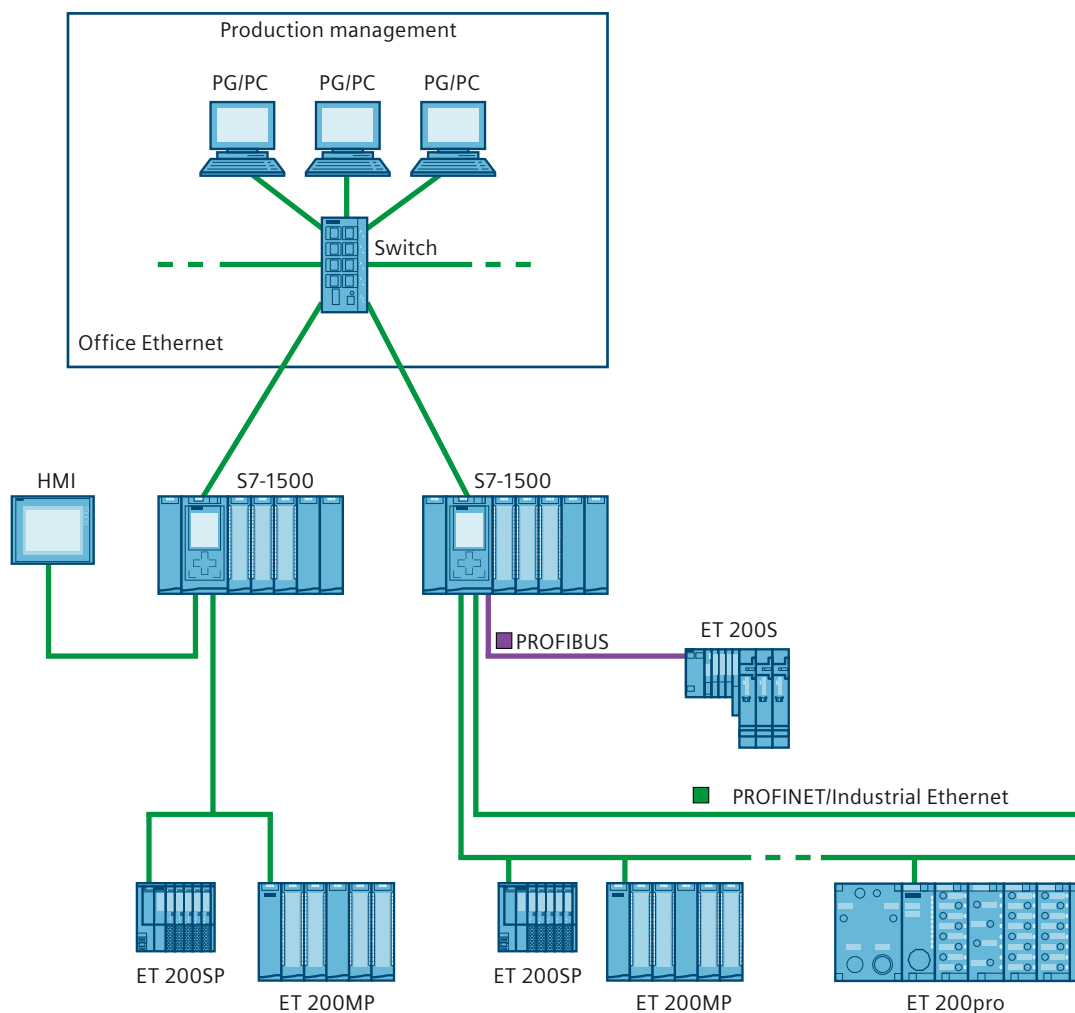 Production management
PG/PC
PG/PC
PG/PC
Switch
Office Ethernet
HMI
S7-1500
S7-1500
PROFIBUS
ET 200S
PROFINET/Industrial Ethernet
ET 200SP
ET 200MP
ET 200SP
ET 200MP
ET 200pro